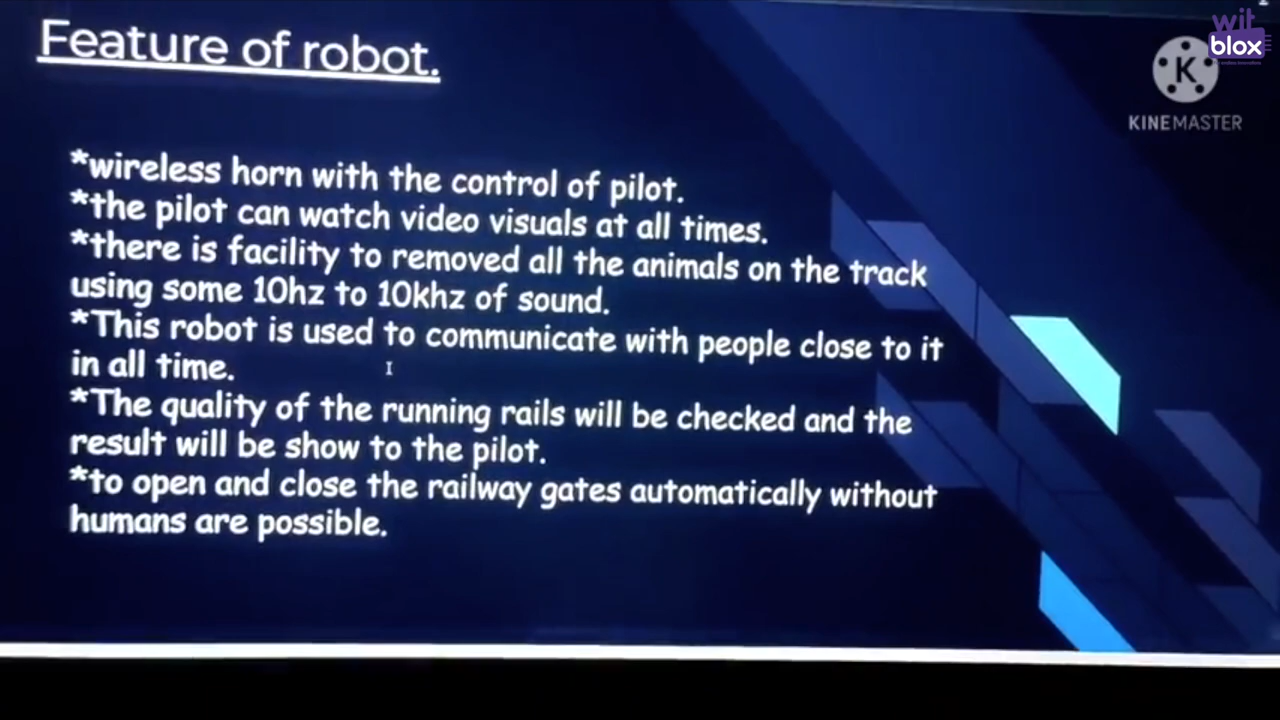 Feature of robot.
wit
blox
K
KINEMASTER
*wireless horn with the control of pilot.
*the pilot can watch video visuals at all times.
*there is facility to removed all the animals on the track
using some 10hz to 10khz of sound.
*This robot is used to communicate with people close to it
in all time.
*The quality of the running rails will be checked and the
result will be show to the pilot.
*to open and close the railway gates automatically without
humans are possible.